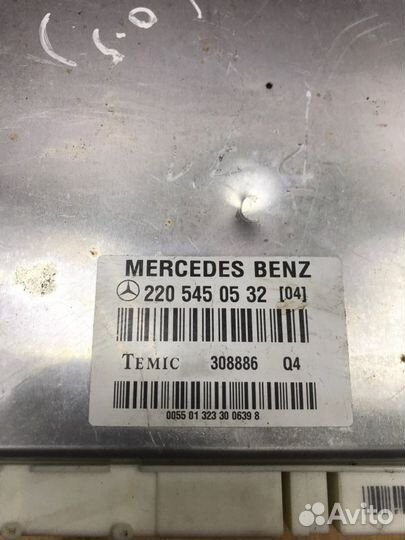 MERCEDES BENZ
220 545 05 32 [04]
TEMIC 308886 Q4
0055 01 323 30 0639 8
Avito